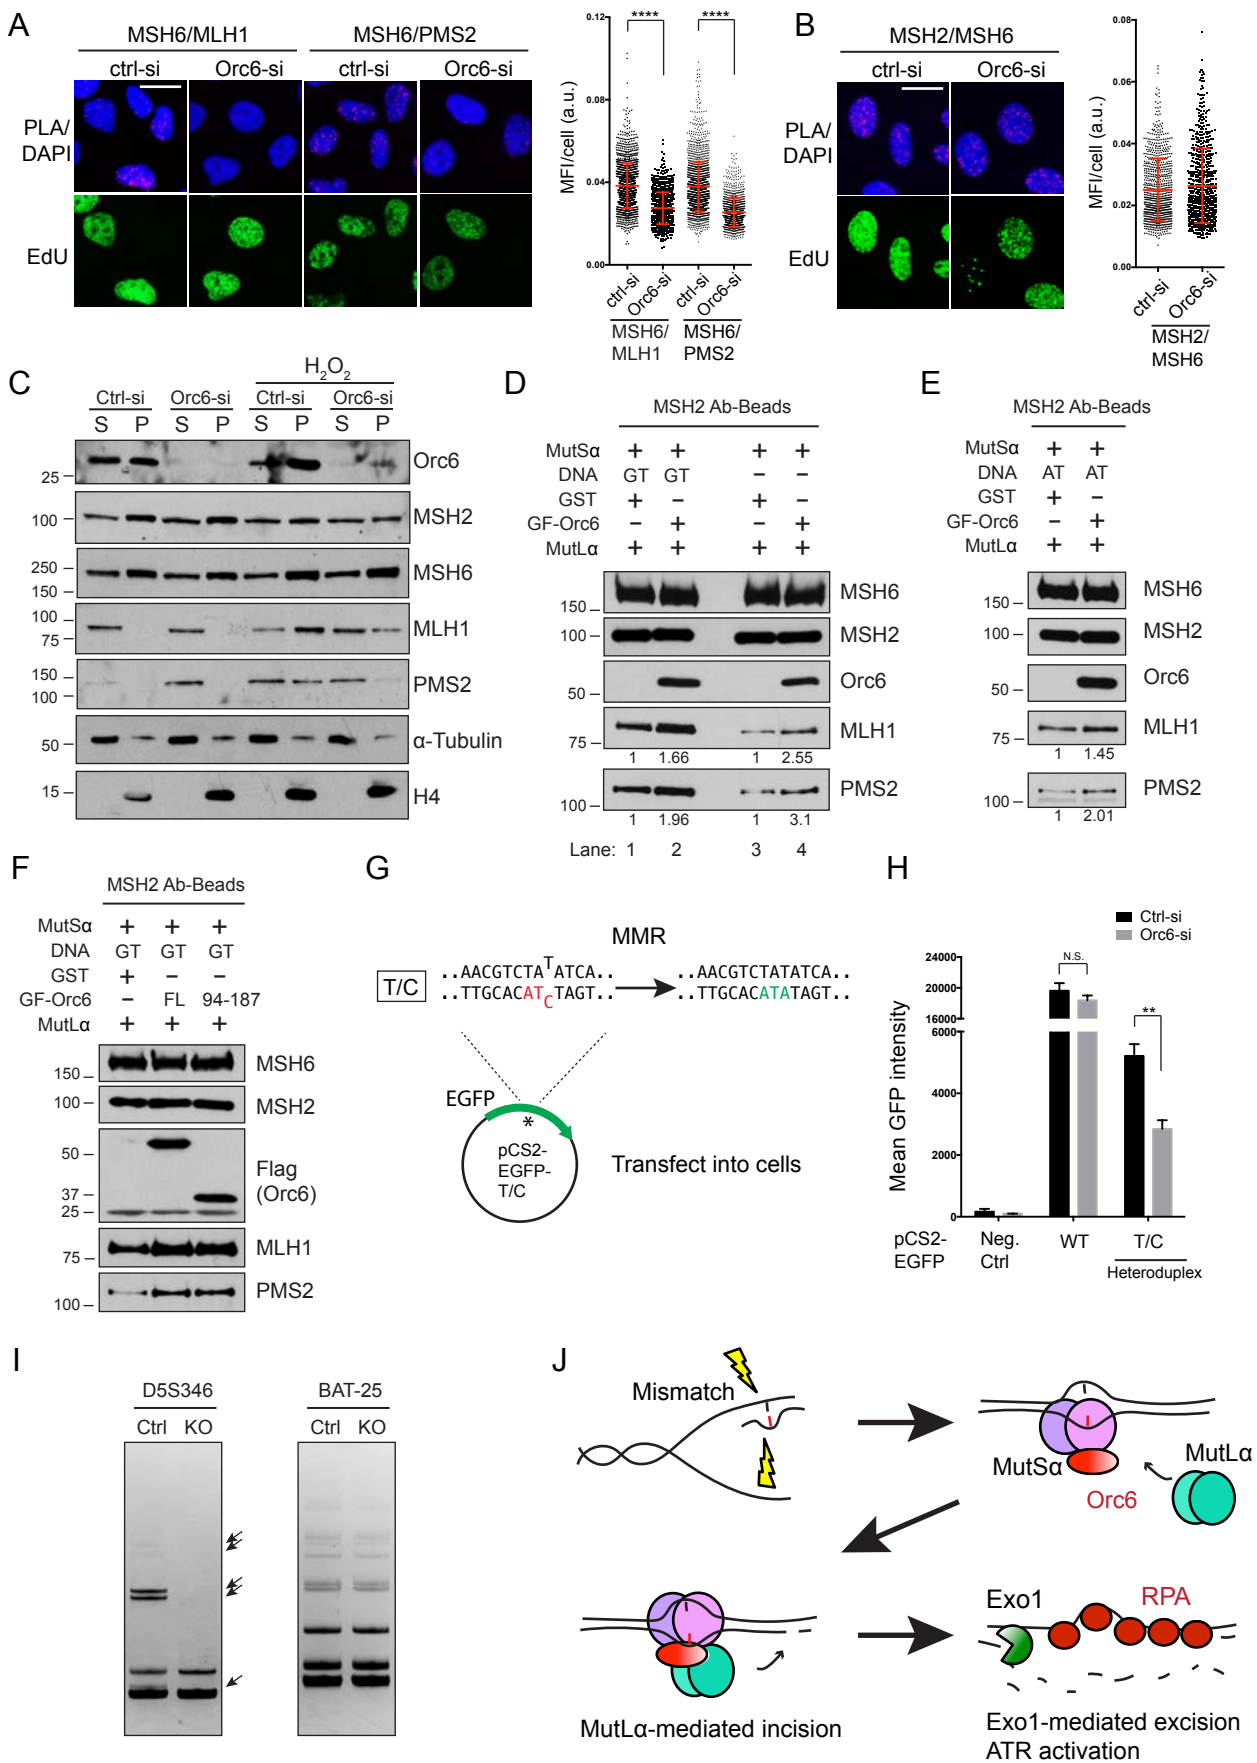 A
MSH6/MLH1 MSH6/PMS2
ctrl-si Orc6-si ctrl-si Orc6-si
PLA/
DAPI
EdU
MFI/cell (a.u.)
0.12
0.08
0.04
0.00
**** ****
ctrl-si Orc6-si ctrl-si Orc6-si
MSH6/
MLH1
MSH6/
PMS2
B
MSH2/MSH6
ctrl-si Orc6-si
PLA/
DAPI
EdU
MFI/cell (a.u.)
0.08
0.06
0.04
0.02
0.00
ctrl-si Orc6-si
MSH2/
MSH6
C
H2O2
Ctrl-si Orc6-si Ctrl-si Orc6-si
S P S P S P S P
25 Orc6
100 MSH2
250
150
MSH6
100
75
MLH1
150
100
PMS2
50 α-Tubulin
15 H4
D
MSH2 Ab-Beads
MutSα + + + +
DNA GT GT – –
GST + – + –
GF-Orc6 – + – +
MutLα + + + +
150 MSH6
100 MSH2
50 Orc6
75 MLH1
1 1.66 1 2.55
100 PMS2
1 1.96 1 3.1
Lane: 1 2 3 4
E
MSH2 Ab-Beads
MutSα + +
DNA AT AT
GST + –
GF-Orc6 – +
MutLα + +
150 MSH6
100 MSH2
50 Orc6
75 MLH1
1 1.45
100 PMS2
1 2.01
F
MSH2 Ab-Beads
MutSα + + +
DNA GT GT GT
GST + – –
GF-Orc6 – FL 94-187
MutLα + + +
150 MSH6
100 MSH2
50
37
25
Flag
(Orc6)
75 MLH1
100 PMS2
G
MMR
T/C
..AACGTCTATATCA..
..TTGCACATCTAGT..
..AACGTCTATATCA..
..TTGCACATATAGT..
EGFP
*
pCS2-
EGFP-
T/C
Transfect into cells
H
Ctrl-si
Orc6-si
Mean GFP intensity
24000
20000
16000
6000
4000
2000
0
N.S.
**
pCS2-
EGFP
Neg.
Ctrl
WT
T/C
Heteroduplex
I
D5S346 BAT-25
Ctrl KO Ctrl KO
J
Mismatch
MutSα
Orc6
MutLα
MutLα-mediated incision
Exo1
RPA
Exo1-mediated excision
ATR activation